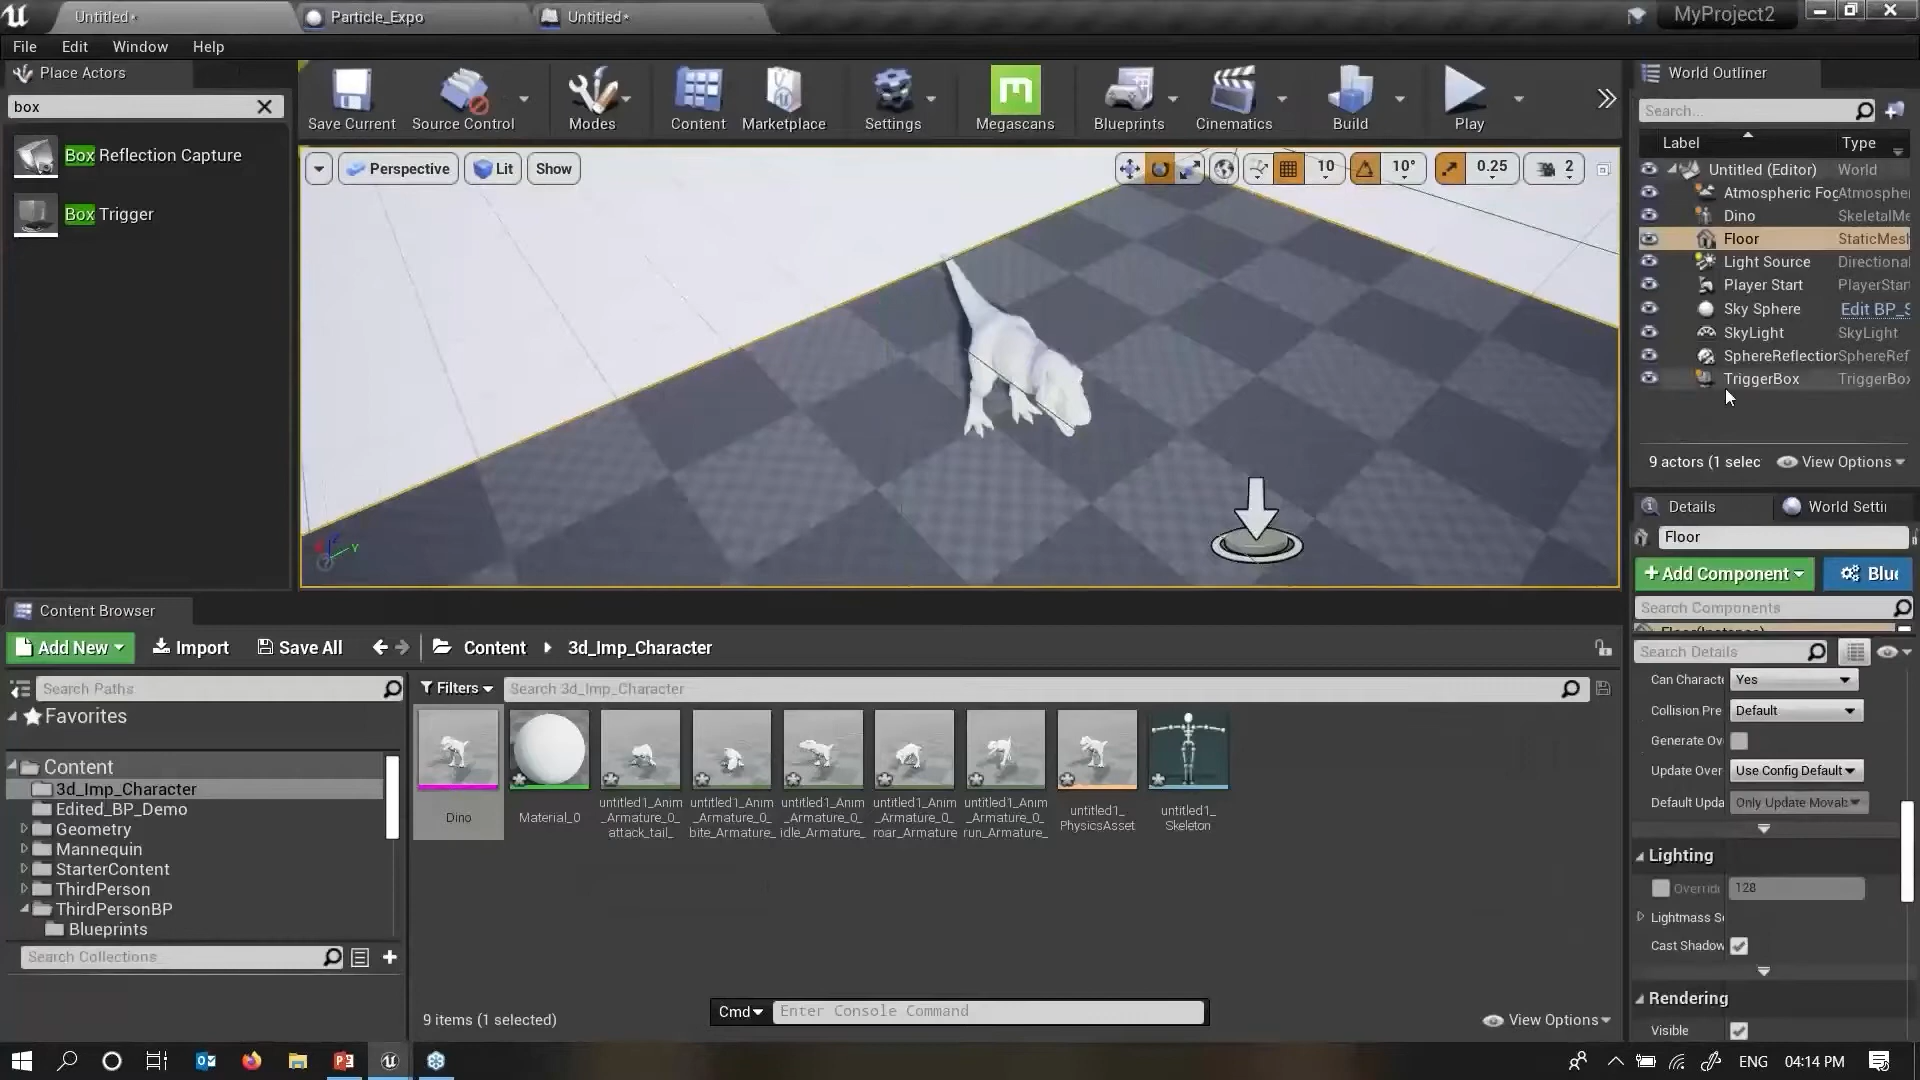 Untitled*
Particle_Expo
Untitled*
MyProject2
File Edit Window Help
Place Actors
box
Box Reflection Capture
Box Trigger
Save Current
Source Control
Modes
Content
Marketplace
Settings
Megascans
Blueprints
Cinematics
Build
Play
Perspective
Lit
Show
10
10°
0.25
2
Y
World Outliner
Search...
Label Type
Untitled (Editor) World
Atmospheric Fog Atmosphe
Dino SkeletalMe
Floor StaticMesh
Light Source Directional
Player Start PlayerStar
Sky Sphere Edit BP_S
SkyLight SkyLight
SphereReflection SphereRef
TriggerBox TriggerBox
9 actors (1 selec
View Options
Details
World Setti
Floor
+Add Component
Blu
Search Components
Floor(Instance)
Search Details
Can Characte Yes
Collision Pre Default
Generate Ov
Update Over Use Config Default
Default Upda Only Update Movab
Lighting
Overrid 128
Lightmass Se
Cast Shadow
Rendering
Visible
Content Browser
Add New
Import
Save All
Content
3d_Imp_Character
Search Paths
Filters
Search 3d_Imp_Character
Favorites
Content
3d_Imp_Character
Edited_BP_Demo
Geometry
Mannequin
StarterContent
ThirdPerson
ThirdPersonBP
Blueprints
Search Collections
Dino
Material_0
untitled1_Anim
_Armature_0_
attack_tail_
untitled1_Anim
_Armature_0_
bite_Armature_
untitled1_Anim
_Armature_0_
idle_Armature_
untitled1_Anim
_Armature_0_
roar_Armature
untitled1_Anim
_Armature_0_
run_Armature_
untitled1_
PhysicsAsset
untitled1_
Skeleton
9 items (1 selected)
Cmd
Enter Console Command
View Options
ENG
04:14 PM